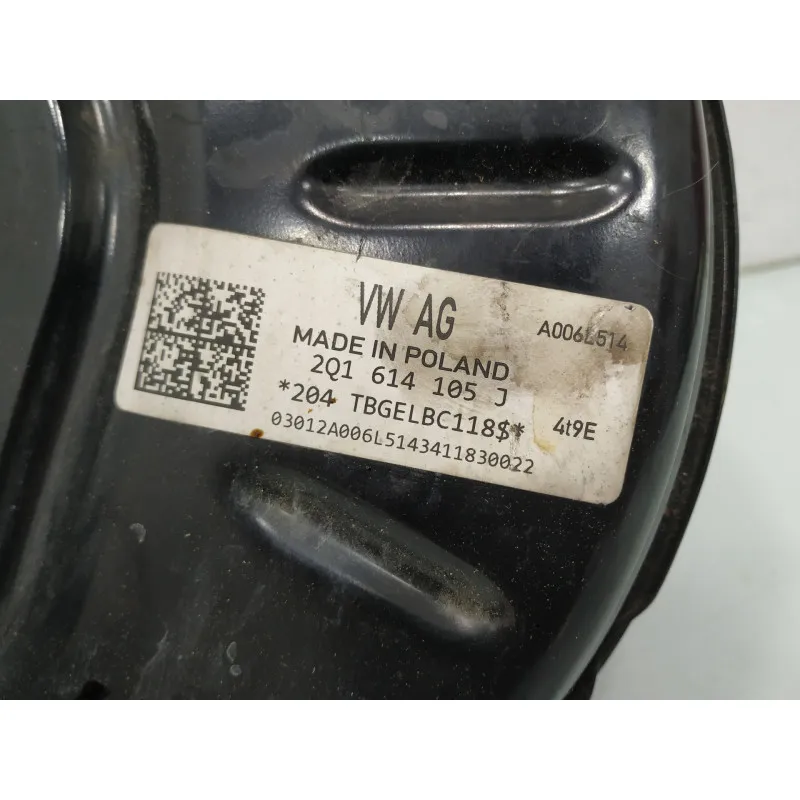 VW AG
A006L514
MADE IN POLAND
2Q1 614 105 J
*204 TBGELBC118$*
4t9E
03012A006L5143411830022